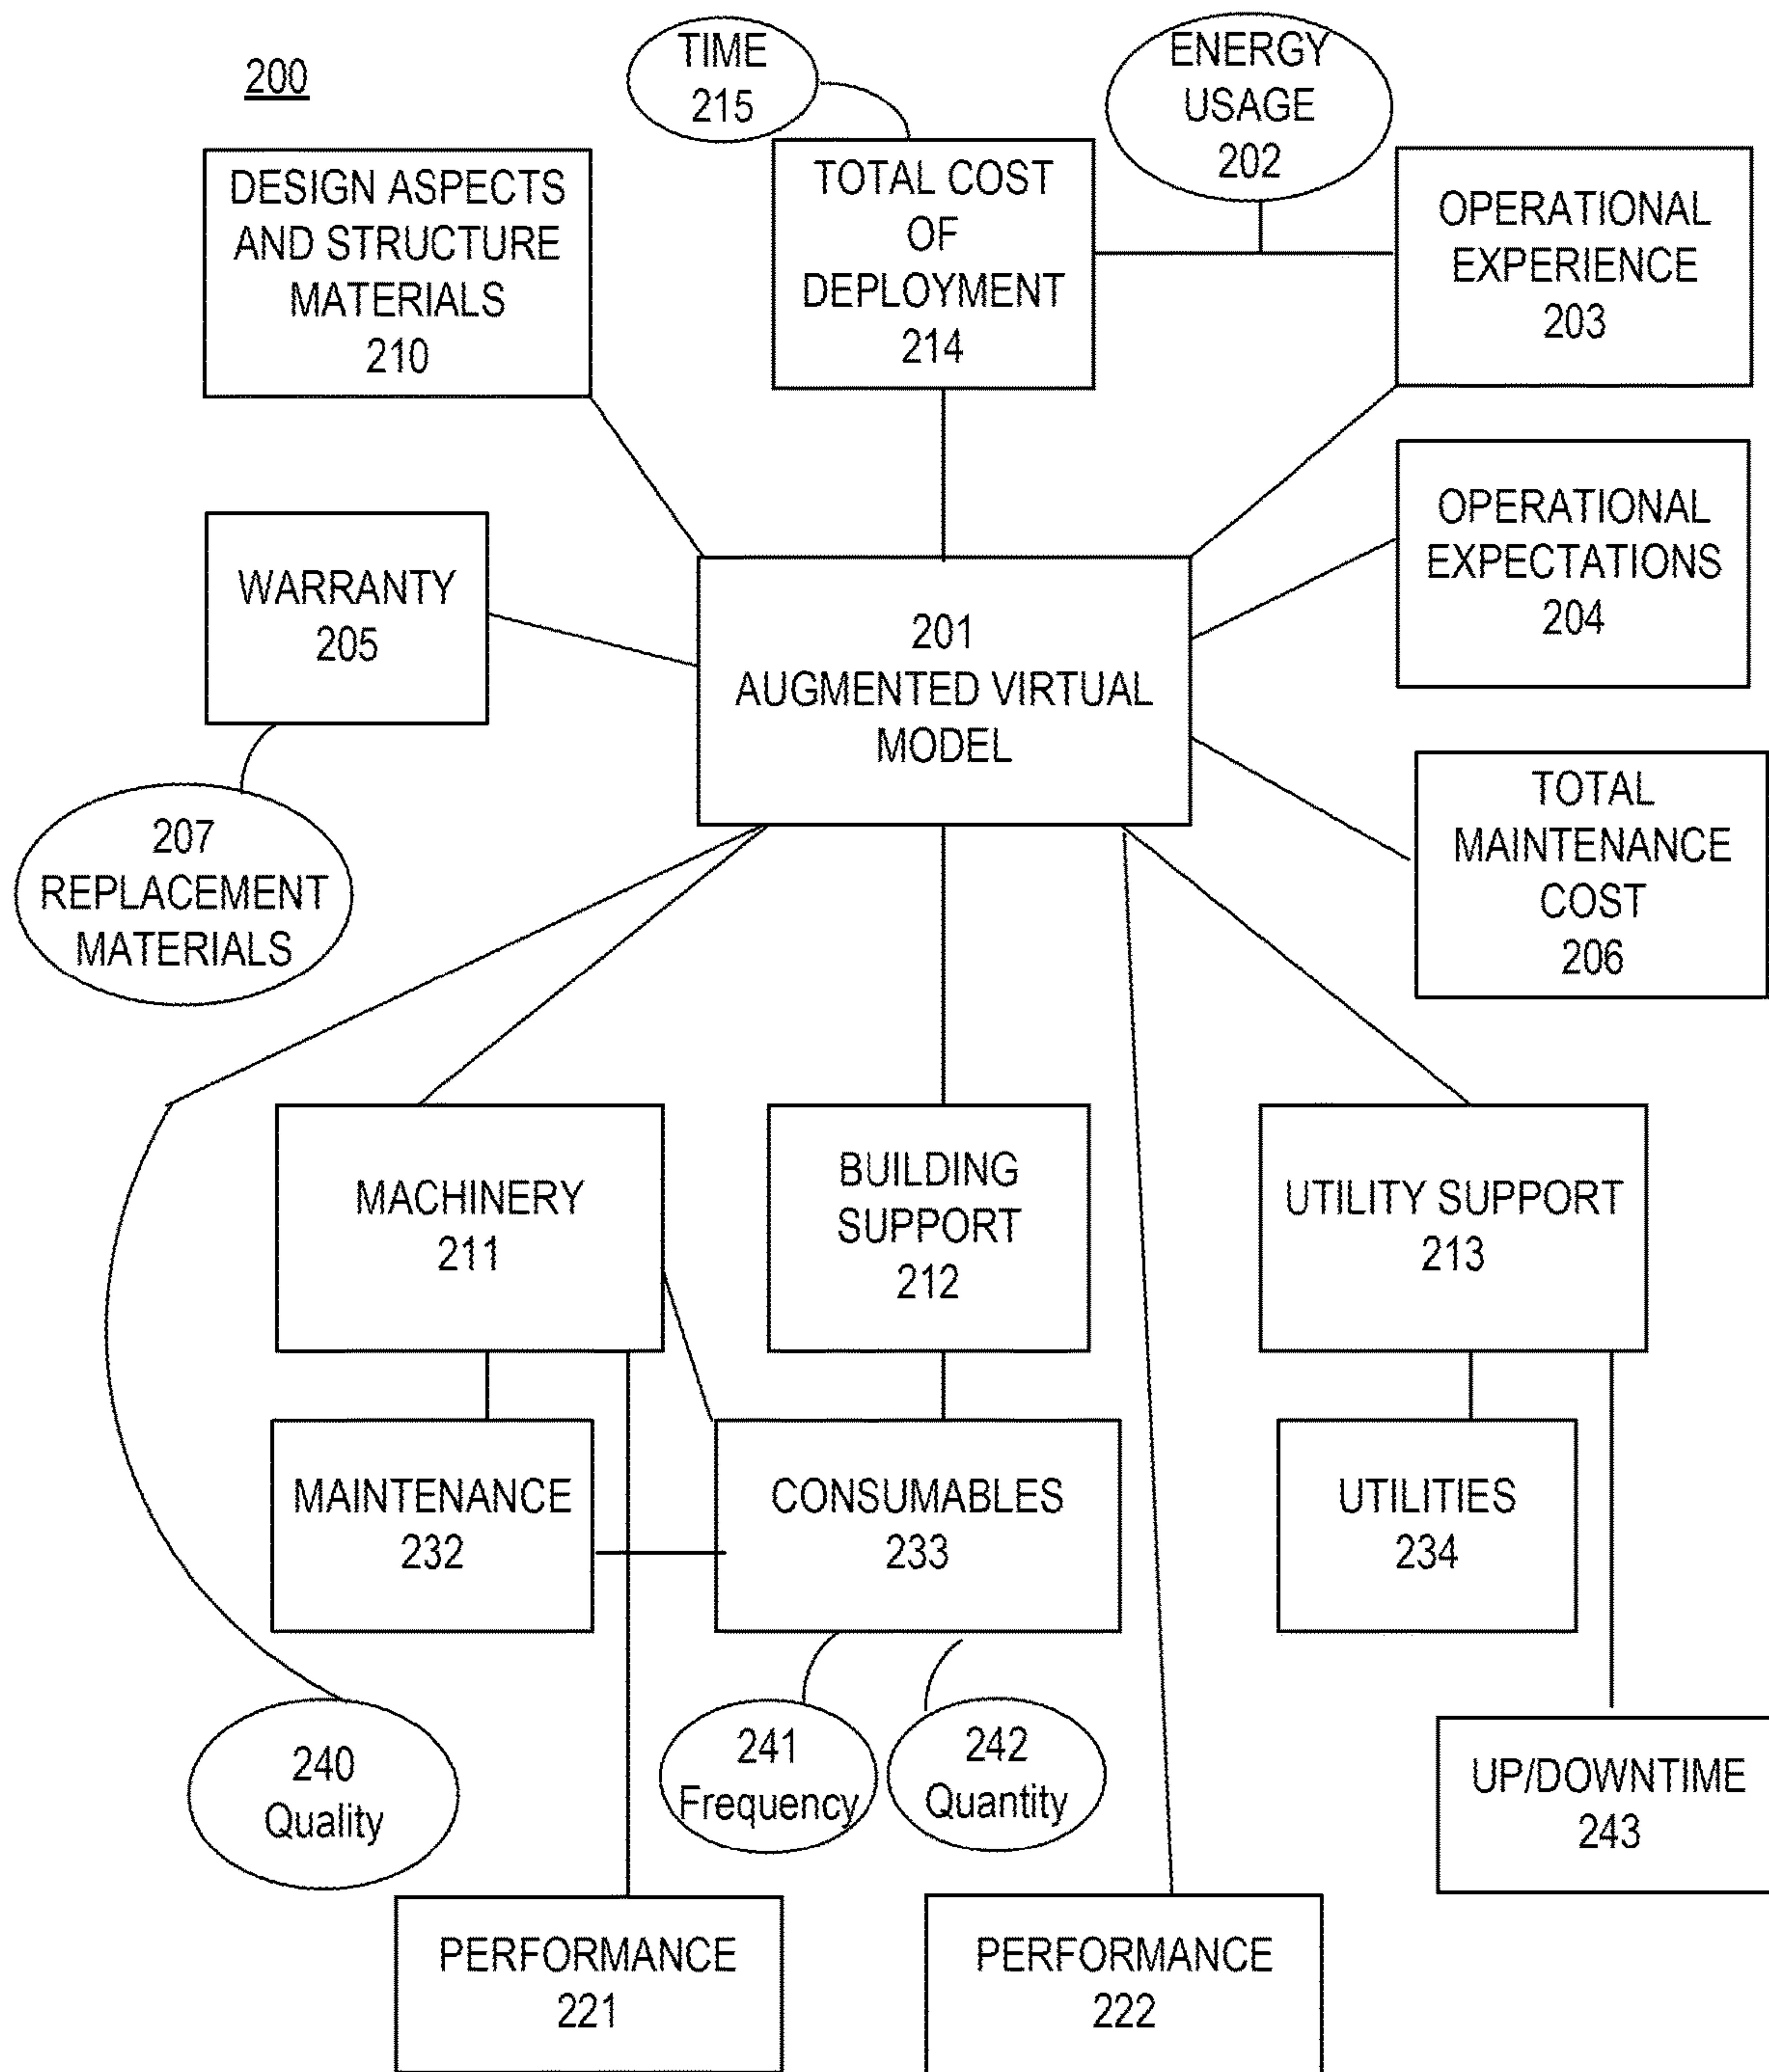 200
TIME
215
ENERGY
USAGE
202
DESIGN ASPECTS
AND STRUCTURE
MATERIALS
210
TOTAL COST
OF
DEPLOYMENT
214
OPERATIONAL
EXPERIENCE
203
WARRANTY
205
201
AUGMENTED VIRTUAL
MODEL
OPERATIONAL
EXPECTATIONS
204
207
REPLACEMENT
MATERIALS
TOTAL
MAINTENANCE
COST
206
MACHINERY
211
BUILDING
SUPPORT
212
UTILITY SUPPORT
213
MAINTENANCE
232
CONSUMABLES
233
UTILITIES
234
240
Quality
241
Frequency
242
Quantity
UP/DOWNTIME
243
PERFORMANCE
221
PERFORMANCE
222